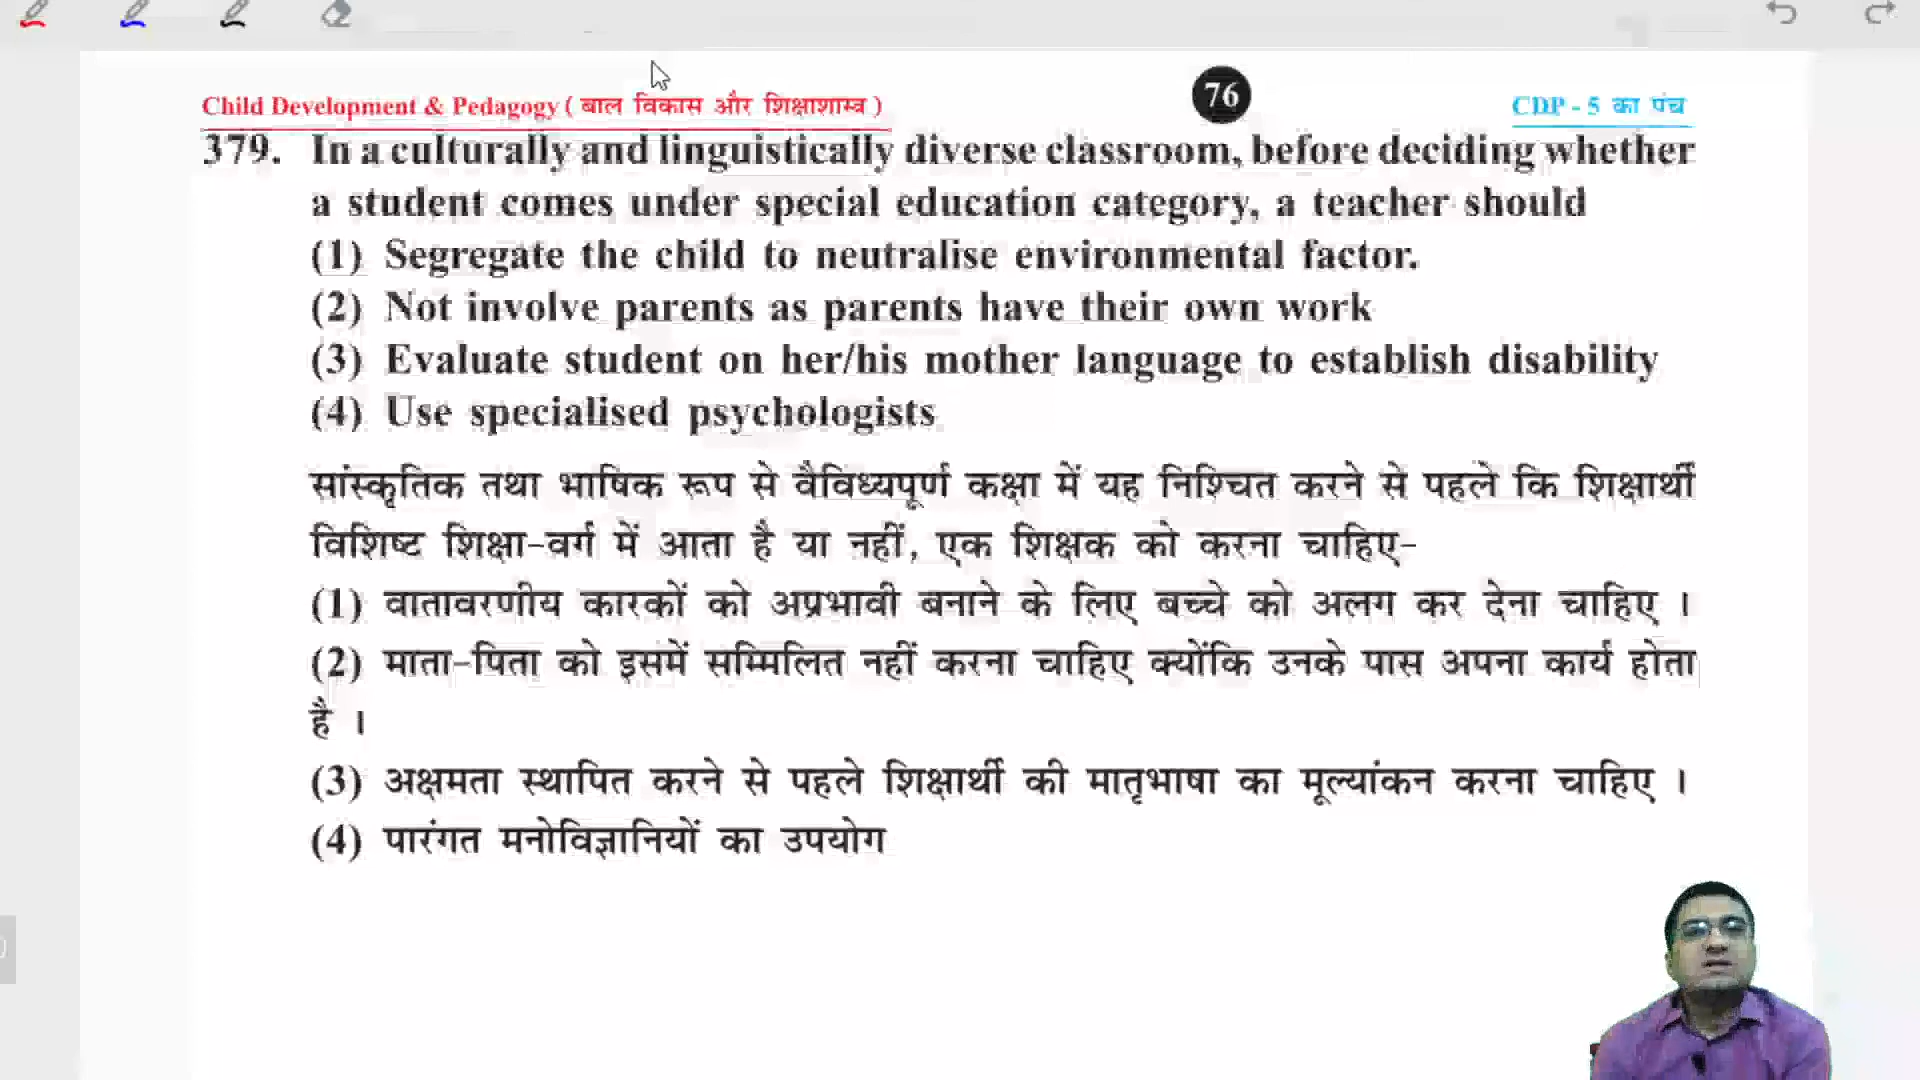 Child Development & Pedagogy ( बाल विकास और शिक्षाशास्त्र )
76
CDP - 5 का पंच
379. In a culturally and linguistically diverse classroom, before deciding whether
a student comes under special education category, a teacher should
(1) Segregate the child to neutralise environmental factor.
(2) Not involve parents as parents have their own work
(3) Evaluate student on her/his mother language to establish disability
(4) Use specialised psychologists
सांस्कृतिक तथा भाषिक रूप से वैविध्यपूर्ण कक्षा में यह निश्चित करने से पहले कि शिक्षार्थी
विशिष्ट शिक्षा-वर्ग में आता है या नहीं, एक शिक्षक को करना चाहिए-
(1) वातावरणीय कारकों को अप्रभावी बनाने के लिए बच्चे को अलग कर देना चाहिए ।
(2) माता-पिता को इसमें सम्मिलित नहीं करना चाहिए क्योंकि उनके पास अपना कार्य होता
है ।
(3) अक्षमता स्थापित करने से पहले शिक्षार्थी की मातृभाषा का मूल्यांकन करना चाहिए ।
(4) पारंगत मनोविज्ञानियों का उपयोग